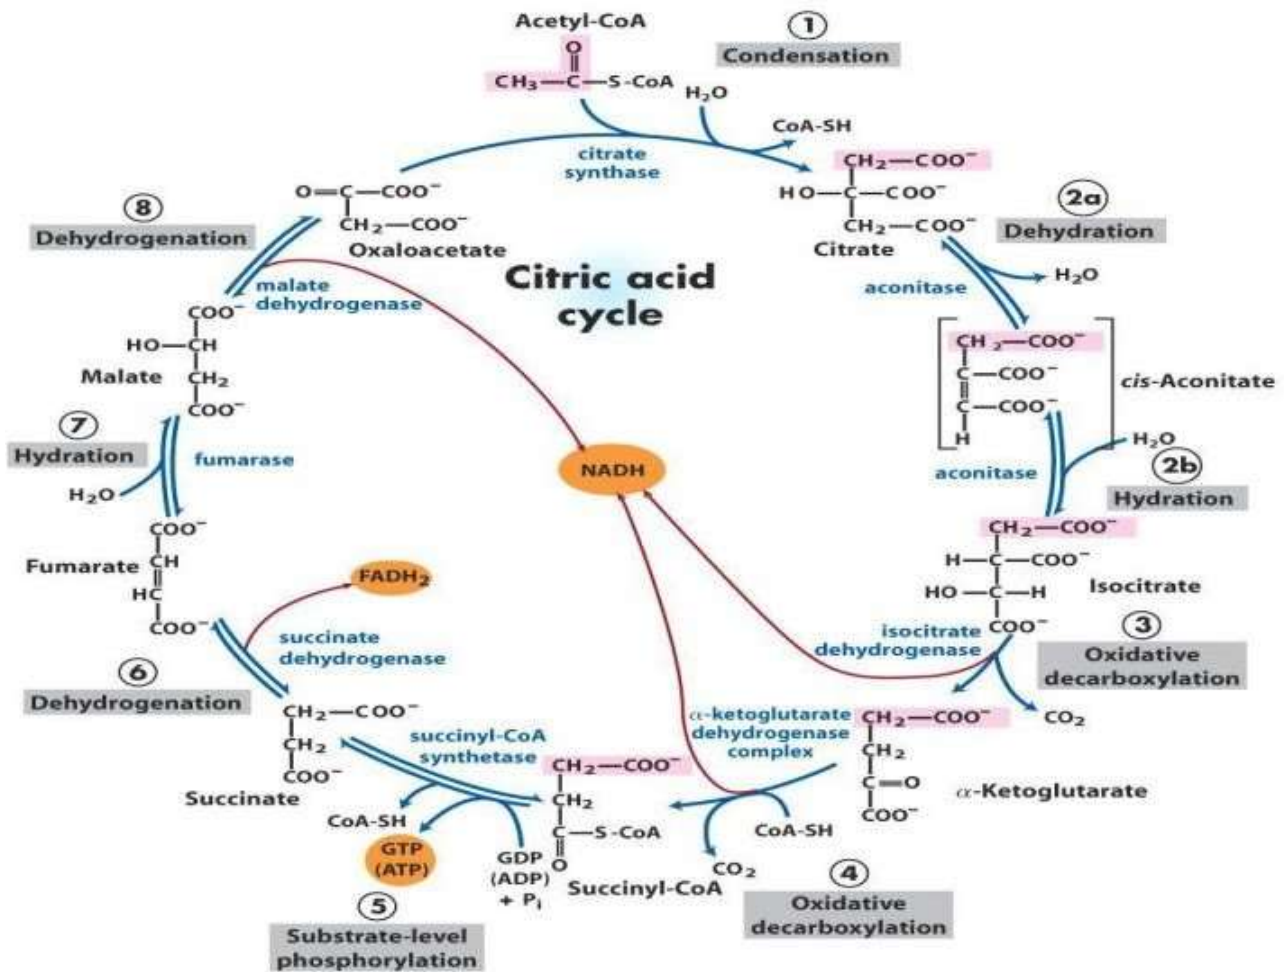 Acetyl-CoA
O
CH₃—C—S-CoA
1
Condensation
H₂O
CoA-SH
citrate
synthase
CH₂—COO⁻
HO—C—COO⁻
CH₂—COO⁻
Citrate
2a
Dehydration
H₂O
aconitase
CH₂—COO⁻
C—COO⁻
C—COO⁻
H
cis-Aconitate
H₂O
aconitase
2b
Hydration
CH₂—COO⁻
H—C—COO⁻
HO—C—H
COO⁻
Isocitrate
isocitrate
dehydrogenase
3
Oxidative
decarboxylation
CO₂
CH₂—COO⁻
CH₂
C=O
COO⁻
α-Ketoglutarate
α-ketoglutarate
dehydrogenase
complex
CoA-SH
CO₂
4
Oxidative
decarboxylation
CH₂—COO⁻
CH₂
C—S-CoA
O
Succinyl-CoA
succinyl-CoA
synthetase
GDP
(ADP)
+ Pᵢ
CoA-SH
GTP
(ATP)
5
Substrate-level
phosphorylation
CH₂—COO⁻
CH₂
COO⁻
Succinate
succinate
dehydrogenase
FADH₂
6
Dehydrogenation
COO⁻
CH
HC
COO⁻
Fumarate
fumarase
H₂O
7
Hydration
COO⁻
HO—CH
CH₂
COO⁻
Malate
malate
dehydrogenase
8
Dehydrogenation
O=C—COO⁻
CH₂—COO⁻
Oxaloacetate
Citric acid
cycle
NADH